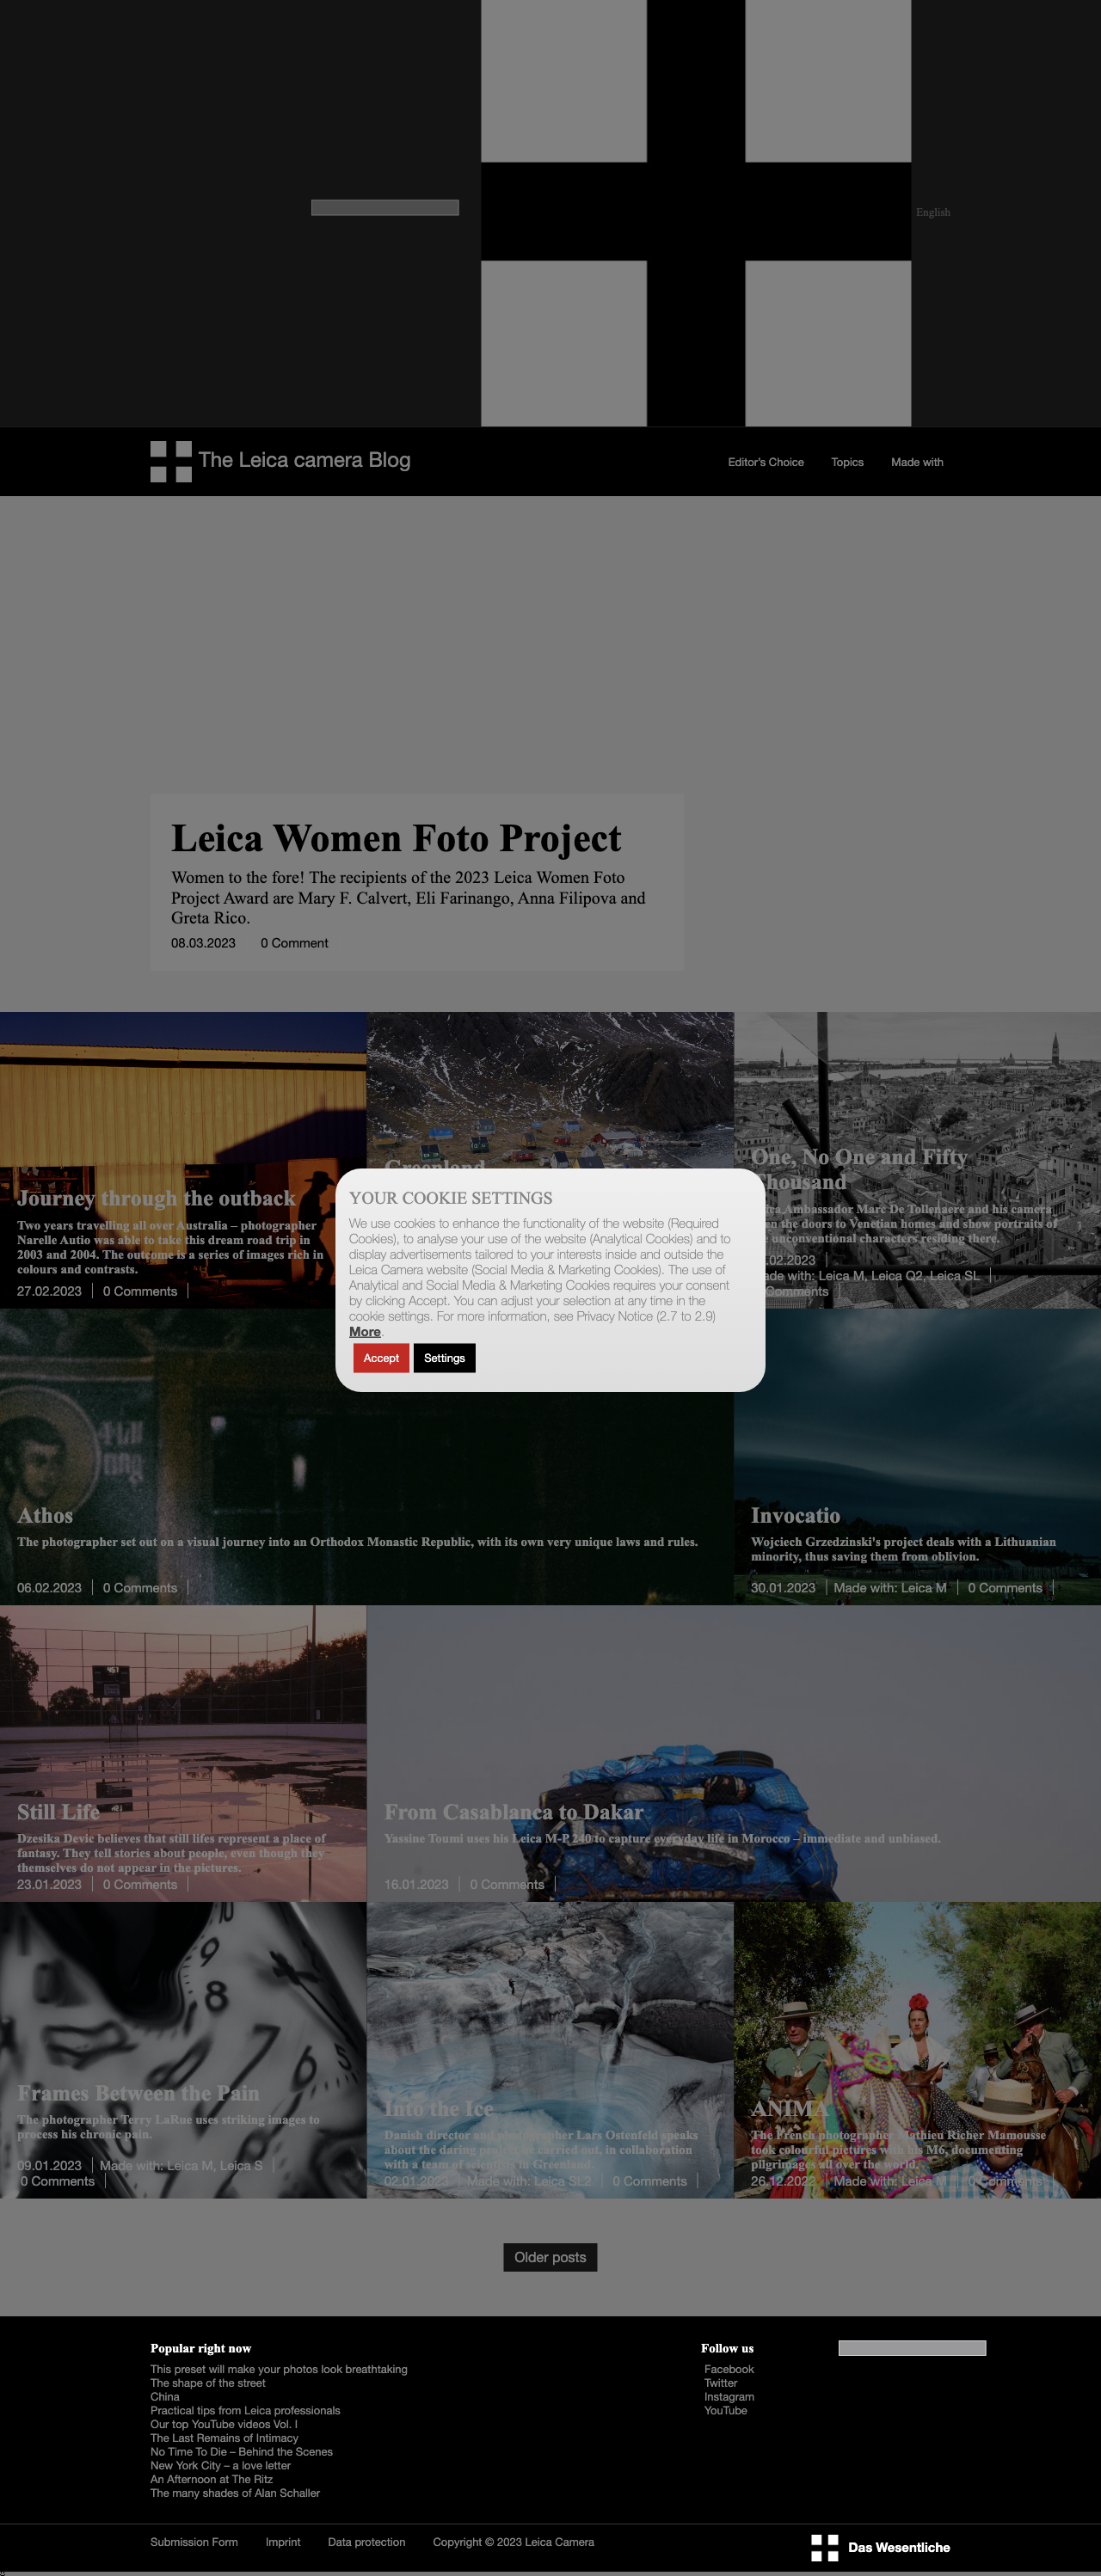 English
The Leica camera Blog
Editor's Choice Topics Made with
Leica Women Foto Project
Women to the fore! The recipients of the 2023 Leica Women Foto
Project Award are Mary F. Calvert, Eli Farinango, Anna Filipova and
Greta Rico.
08.03.2023 0 Comment
Journey through the outback
Two years travelling all over Australia – photographer
Narelle Autio was able to take this dream road trip in
2003 and 2004. The outcome is a series of images rich in
colours and contrasts.
27.02.2023 0 Comments
Greenland
One, No One and Fifty
Ambassador Marc De Tollenaere and his camera
the doors to Venetian homes and show portraits of
unconventional characters residing there.
with: Leica M, Leica Q2, Leica SL
Comments
YOUR COOKIE SETTINGS
We use cookies to enhance the functionality of the website (Required
Cookies), to analyse your use of the website (Analytical Cookies) and to
display advertisements tailored to your interests inside and outside the
Leica Camera website (Social Media & Marketing Cookies). The use of
Analytical and Social Media & Marketing Cookies requires your consent
by clicking Accept. You can adjust your selection at any time in the
cookie settings. For more information, see Privacy Notice (2.7 to 2.9)
More.
Accept Settings
Athos
The photographer set out on a visual journey into an Orthodox Monastic Republic, with its own very unique laws and rules.
06.02.2023 0 Comments
Invocatio
Wojciech Grzedzinski's project deals with a Lithuanian
minority, thus saving them from oblivion.
30.01.2023 Made with: Leica M 0 Comments
Still Life
Dzesika Devic believes that still lifes represent a place of
fantasy. They tell stories about people, even though they
themselves do not appear in the pictures.
23.01.2023 0 Comments
From Casablanca to Dakar
Yassine Toumi uses his Leica M-P 240 to capture everyday life in Morocco – immediate and unbiased.
16.01.2023 0 Comments
Frames Between the Pain
The photographer Terry LaRue uses striking images to
process his chronic pain.
09.01.2023 Made with: Leica M, Leica S
0 Comments
Into the Ice
Danish director and photographer Lars Ostenfeld speaks
about the daring project he carried out, in collaboration
with a team of scientists in Greenland.
02.01.2023 Made with: Leica SL2 0 Comments
ANIMA
The French photographer Mathieu Richer Mamousse
took colourful pictures with his M6, documenting
pilgrimages all over the world.
26.12.2022 Made with: Leica M 0 Comments
Older posts
Popular right now
This preset will make your photos look breathtaking
The shape of the street
China
Practical tips from Leica professionals
Our top YouTube videos Vol. I
The Last Remains of Intimacy
No Time To Die – Behind the Scenes
New York City – a love letter
An Afternoon at The Ritz
The many shades of Alan Schaller
Follow us
Facebook
Twitter
Instagram
YouTube
Submission Form Imprint Data protection Copyright © 2023 Leica Camera
Das Wesentliche